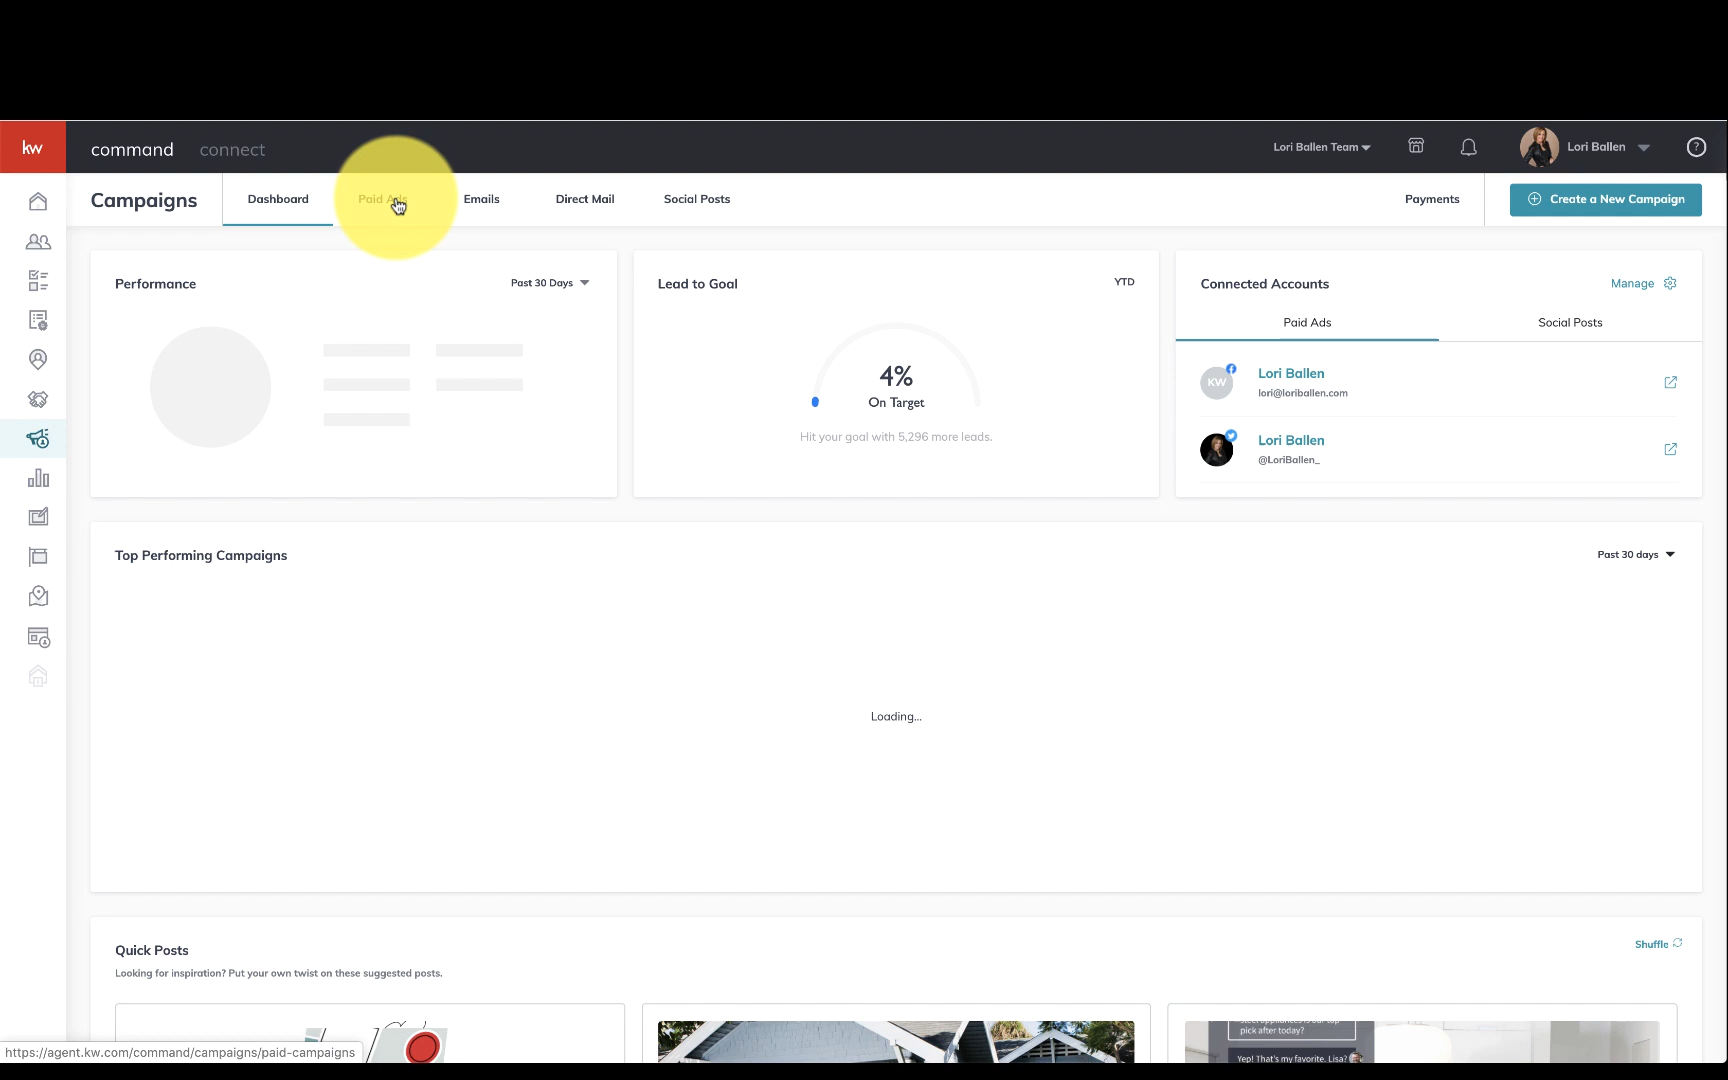 kw
command
connect
Lori Ballen Team
Lori Ballen
?
Campaigns
Dashboard
Paid Ads
Emails
Direct Mail
Social Posts
Payments
Create a New Campaign
Performance
Past 30 Days
Lead to Goal
YTD
4%
On Target
Hit your goal with 5,296 more leads.
Connected Accounts
Manage
Paid Ads
Social Posts
KW
Lori Ballen
lori@loriballen.com
Lori Ballen
@LoriBallen_
Top Performing Campaigns
Past 30 days
Loading...
Quick Posts
Shuffle
Looking for inspiration? Put your own twist on these suggested posts.
pick after today?
Yep! That's my favorite. Lisa?
https://agent.kw.com/command/campaigns/paid-campaigns